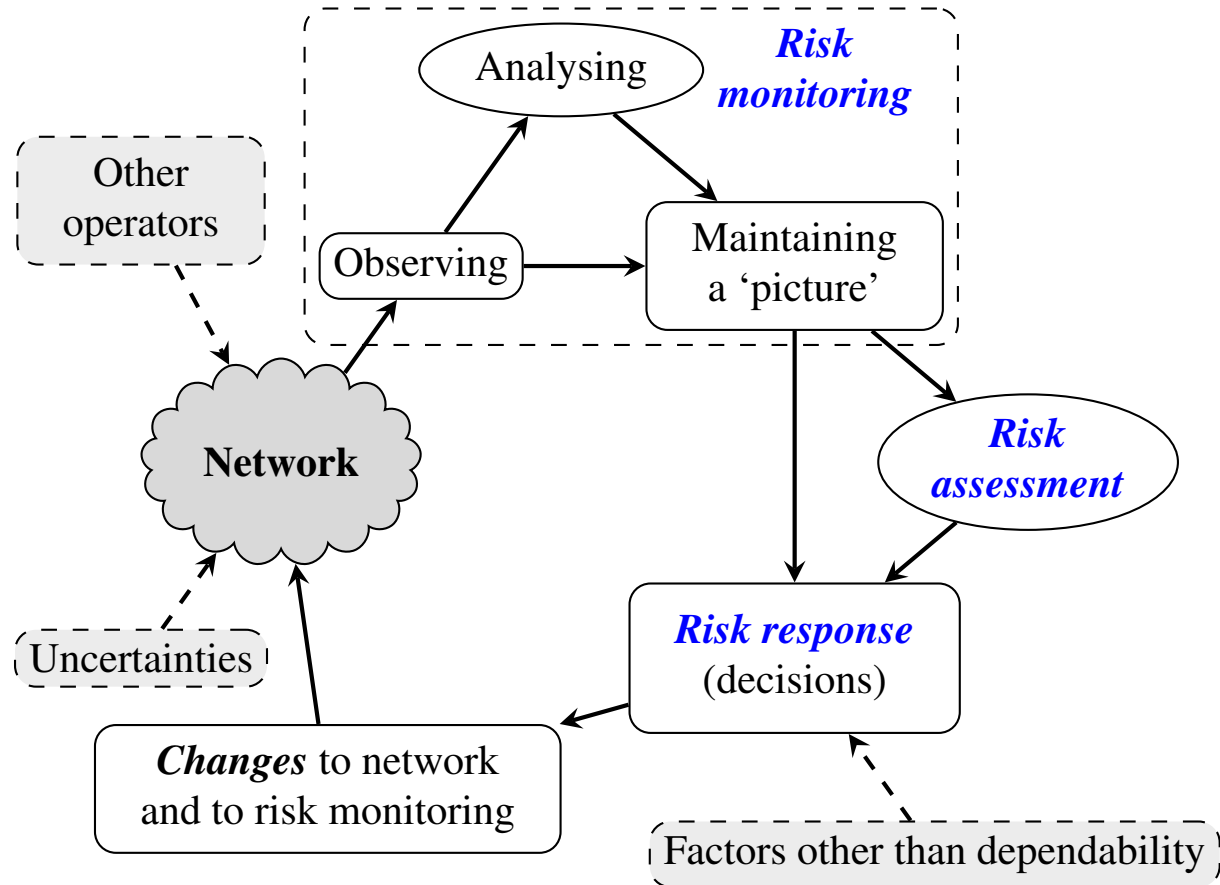 Analysing
Risk
monitoring
Other
operators
Observing
Maintaining
a ‘picture’
Network
Risk
assessment
Uncertainties
Risk response
(decisions)
Changes to network
and to risk monitoring
Factors other than dependability